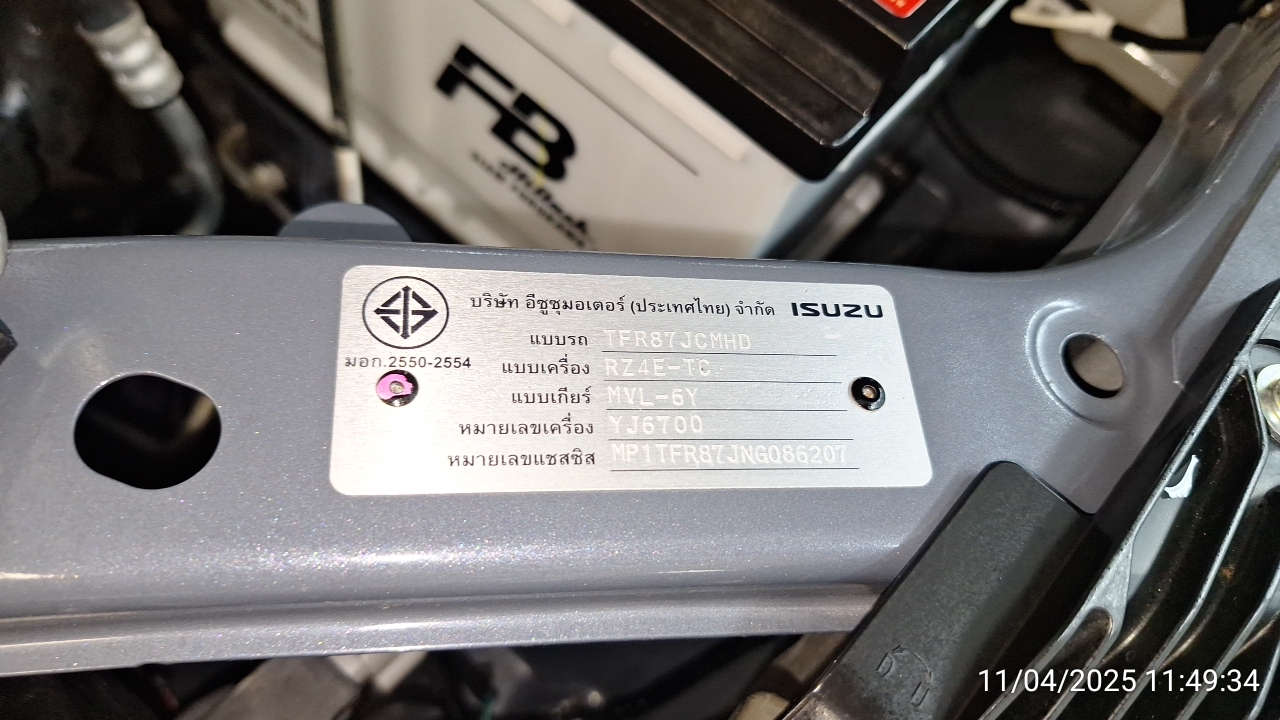 FB
Hitech
บริษัท อีซูซุมอเตอร์ (ประเทศไทย) จำกัด ISUZU
มอก.2550-2554
แบบรถ TFR87JCMHD
แบบเครื่อง RZ4E-TC
แบบเกียร์ MVL-6Y
หมายเลขเครื่อง YJ6700
หมายเลขแชสซิส MP1TFR87JNG086207
D U
11/04/2025 11:49:34